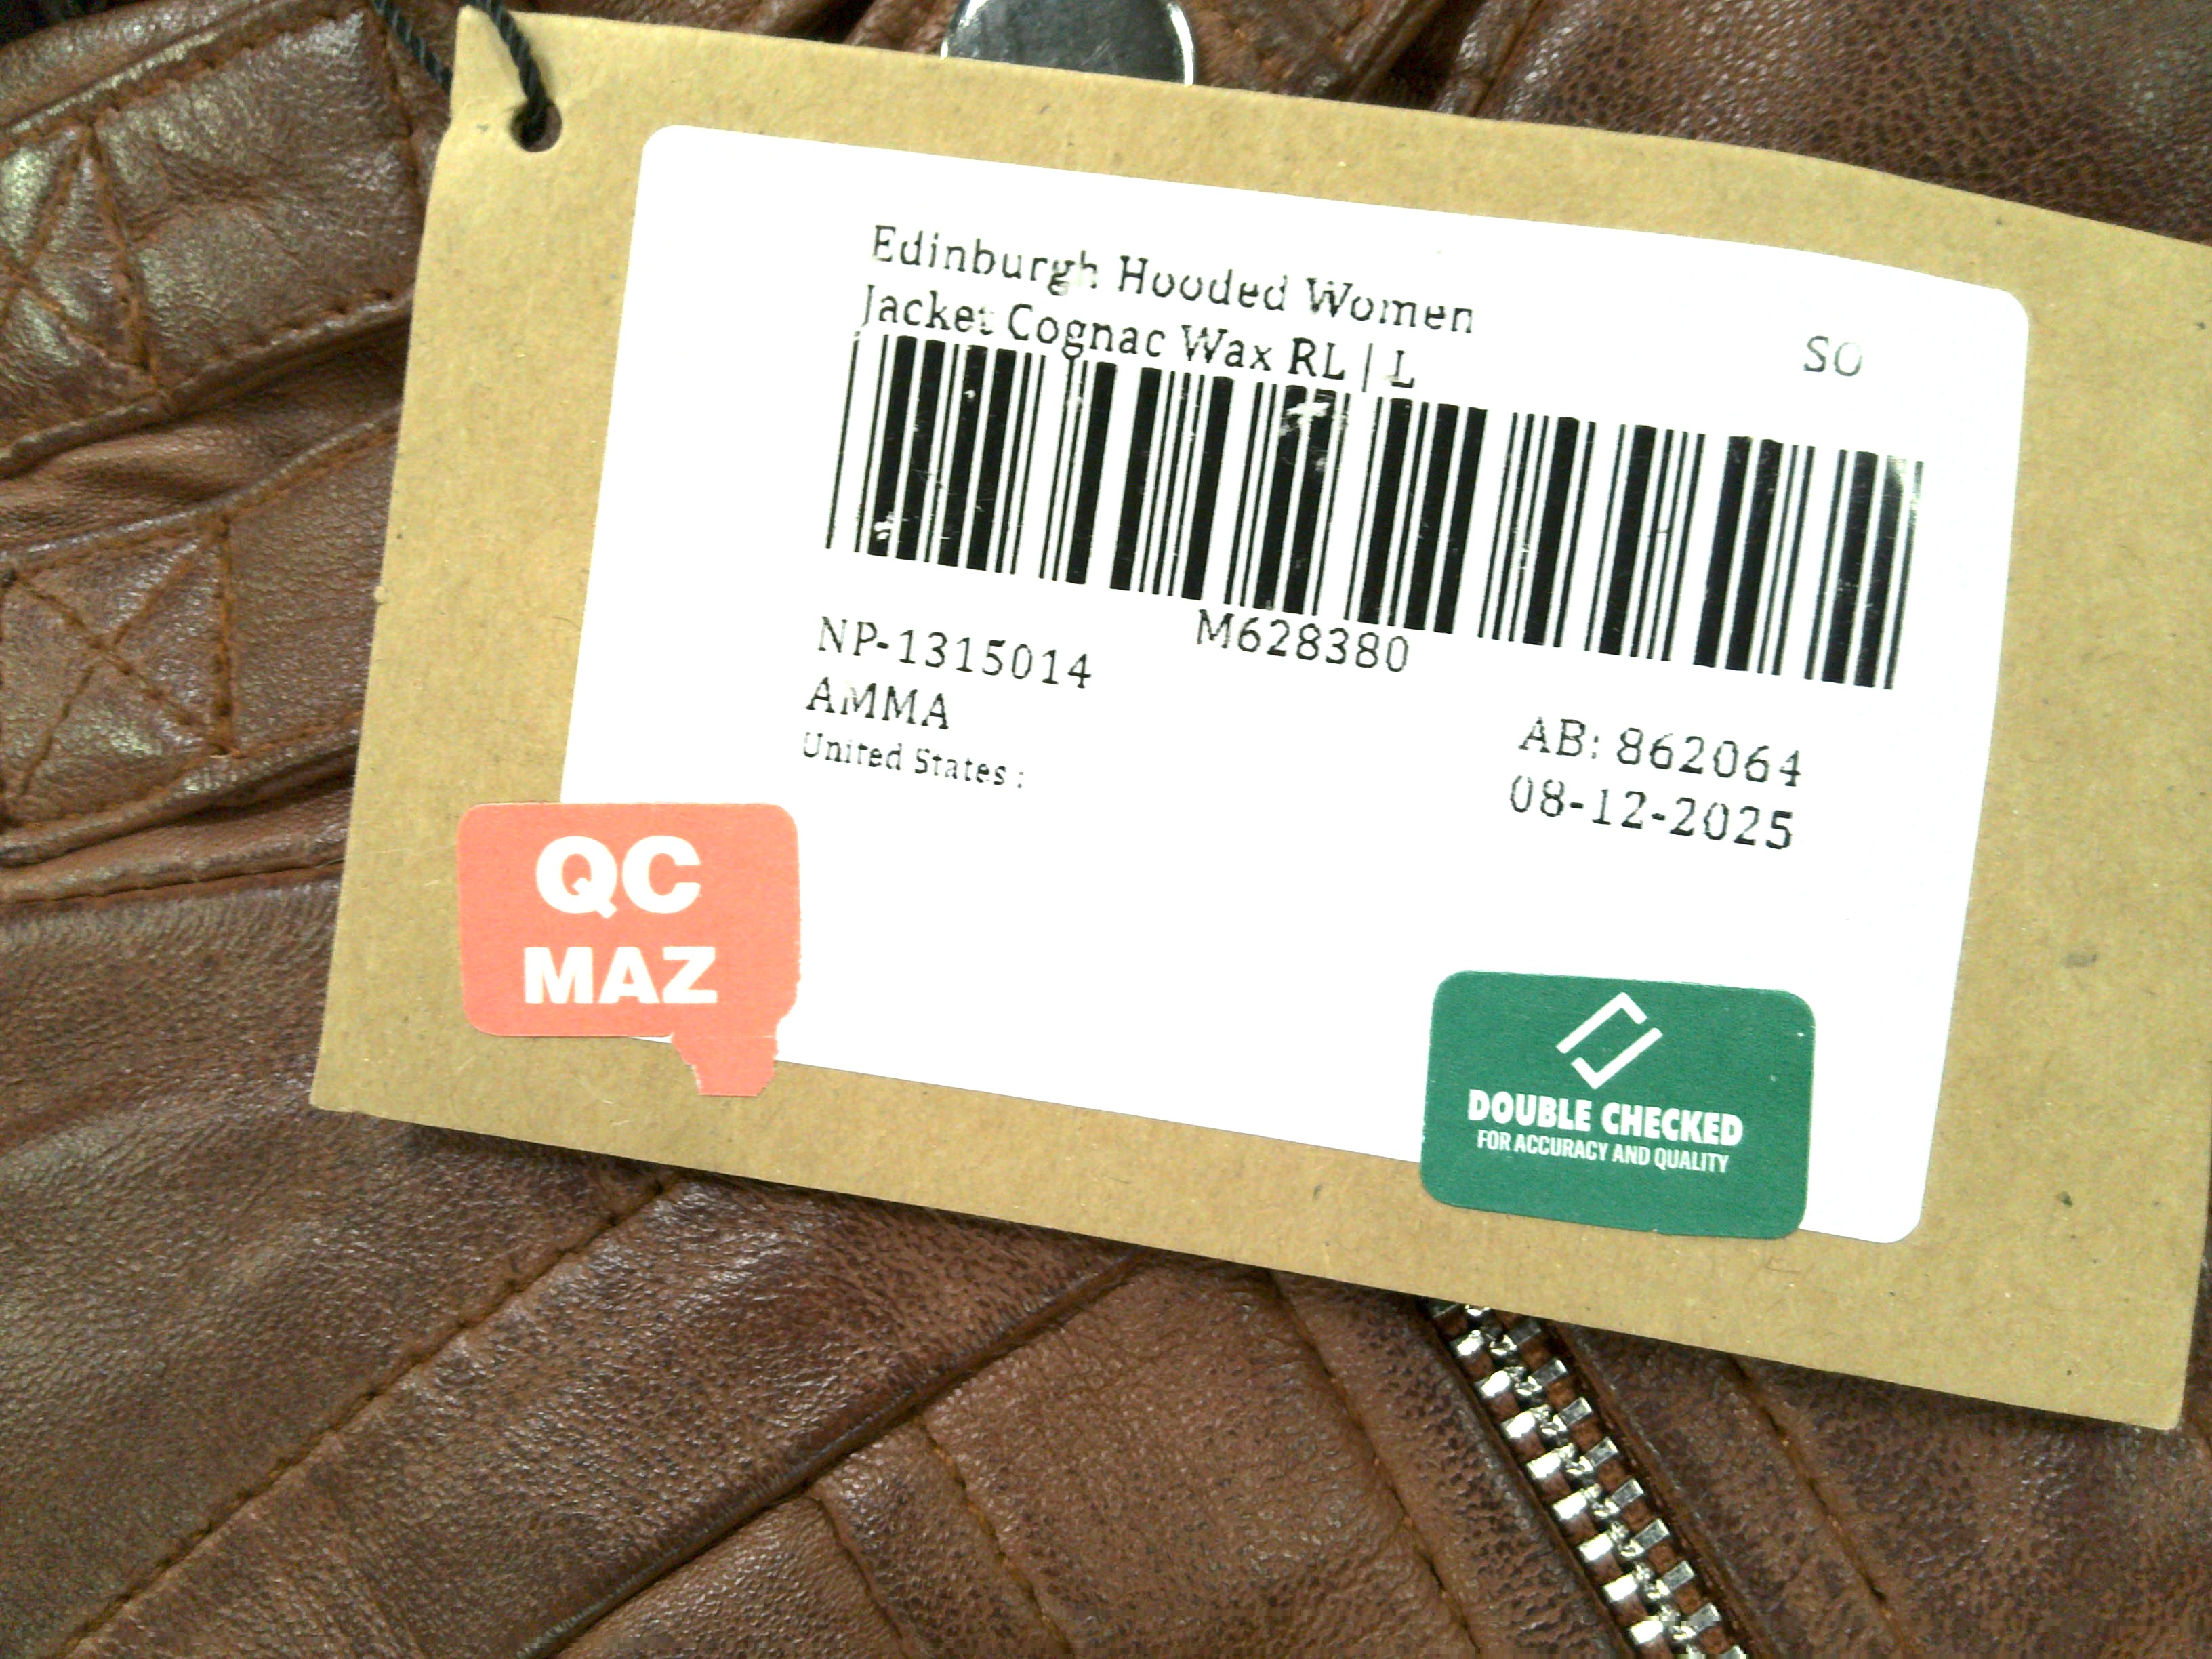 Edinburgh Hooded Women
Jacket Cognac Wax RL | L
SO
M628380
NP-1315014
AMMA
United States :
AB: 862064
08-12-2025
QC
MAZ
DOUBLE CHECKED
FOR ACCURACY AND QUALITY